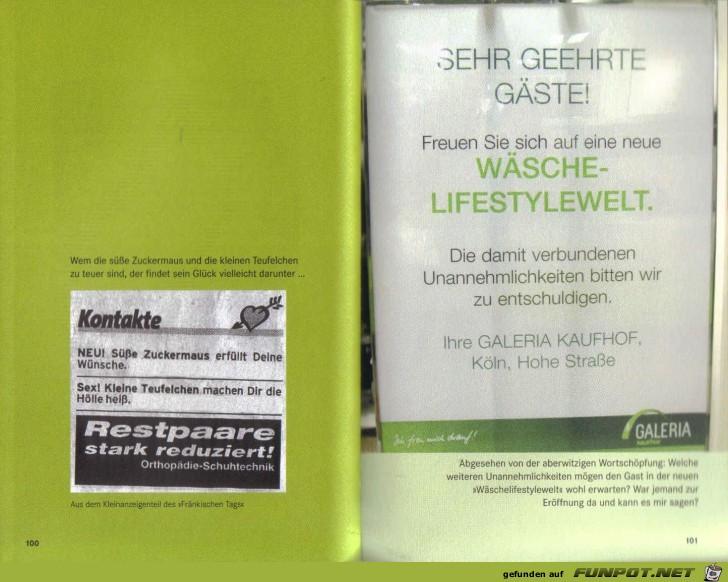 Wem die süße Zuckermaus und die kleinen Teufelchen
zu teuer sind, der findet sein Glück vielleicht darunter ...
Kontakte
NEU! Süße Zuckermaus erfüllt Deine
Wünsche.
Sex! Kleine Teufelchen machen Dir die
Hölle heiß.
Restpaare
stark reduziert!
Orthopädie-Schuhtechnik
Aus dem Kleinanzeigenteil des »Fränkischen Tags«
100
SEHR GEEHRTE
GÄSTE!
Freuen Sie sich auf eine neue
WÄSCHE-
LIFESTYLEWELT.
Die damit verbundenen
Unannehmlichkeiten bitten wir
zu entschuldigen.
Ihre GALERIA KAUFHOF,
Köln, Hohe Straße
Ich freu mich drauf!
GALERIA
KAUFHOF
Abgesehen von der aberwitzigen Wortschöpfung: Welche
weiteren Unannehmlichkeiten mögen den Gast in der neuen
»Wäschelifestylewelt« wohl erwarten? War jemand zur
Eröffnung da und kann es mir sagen?
101
gefunden auf FUNPOT.NET